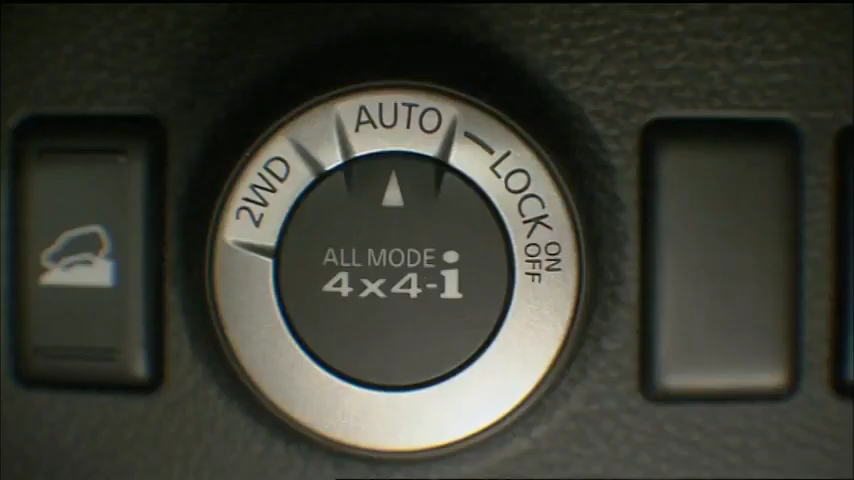 2WD
AUTO
LOCK
ON
OFF
ALL MODE
4x4-i